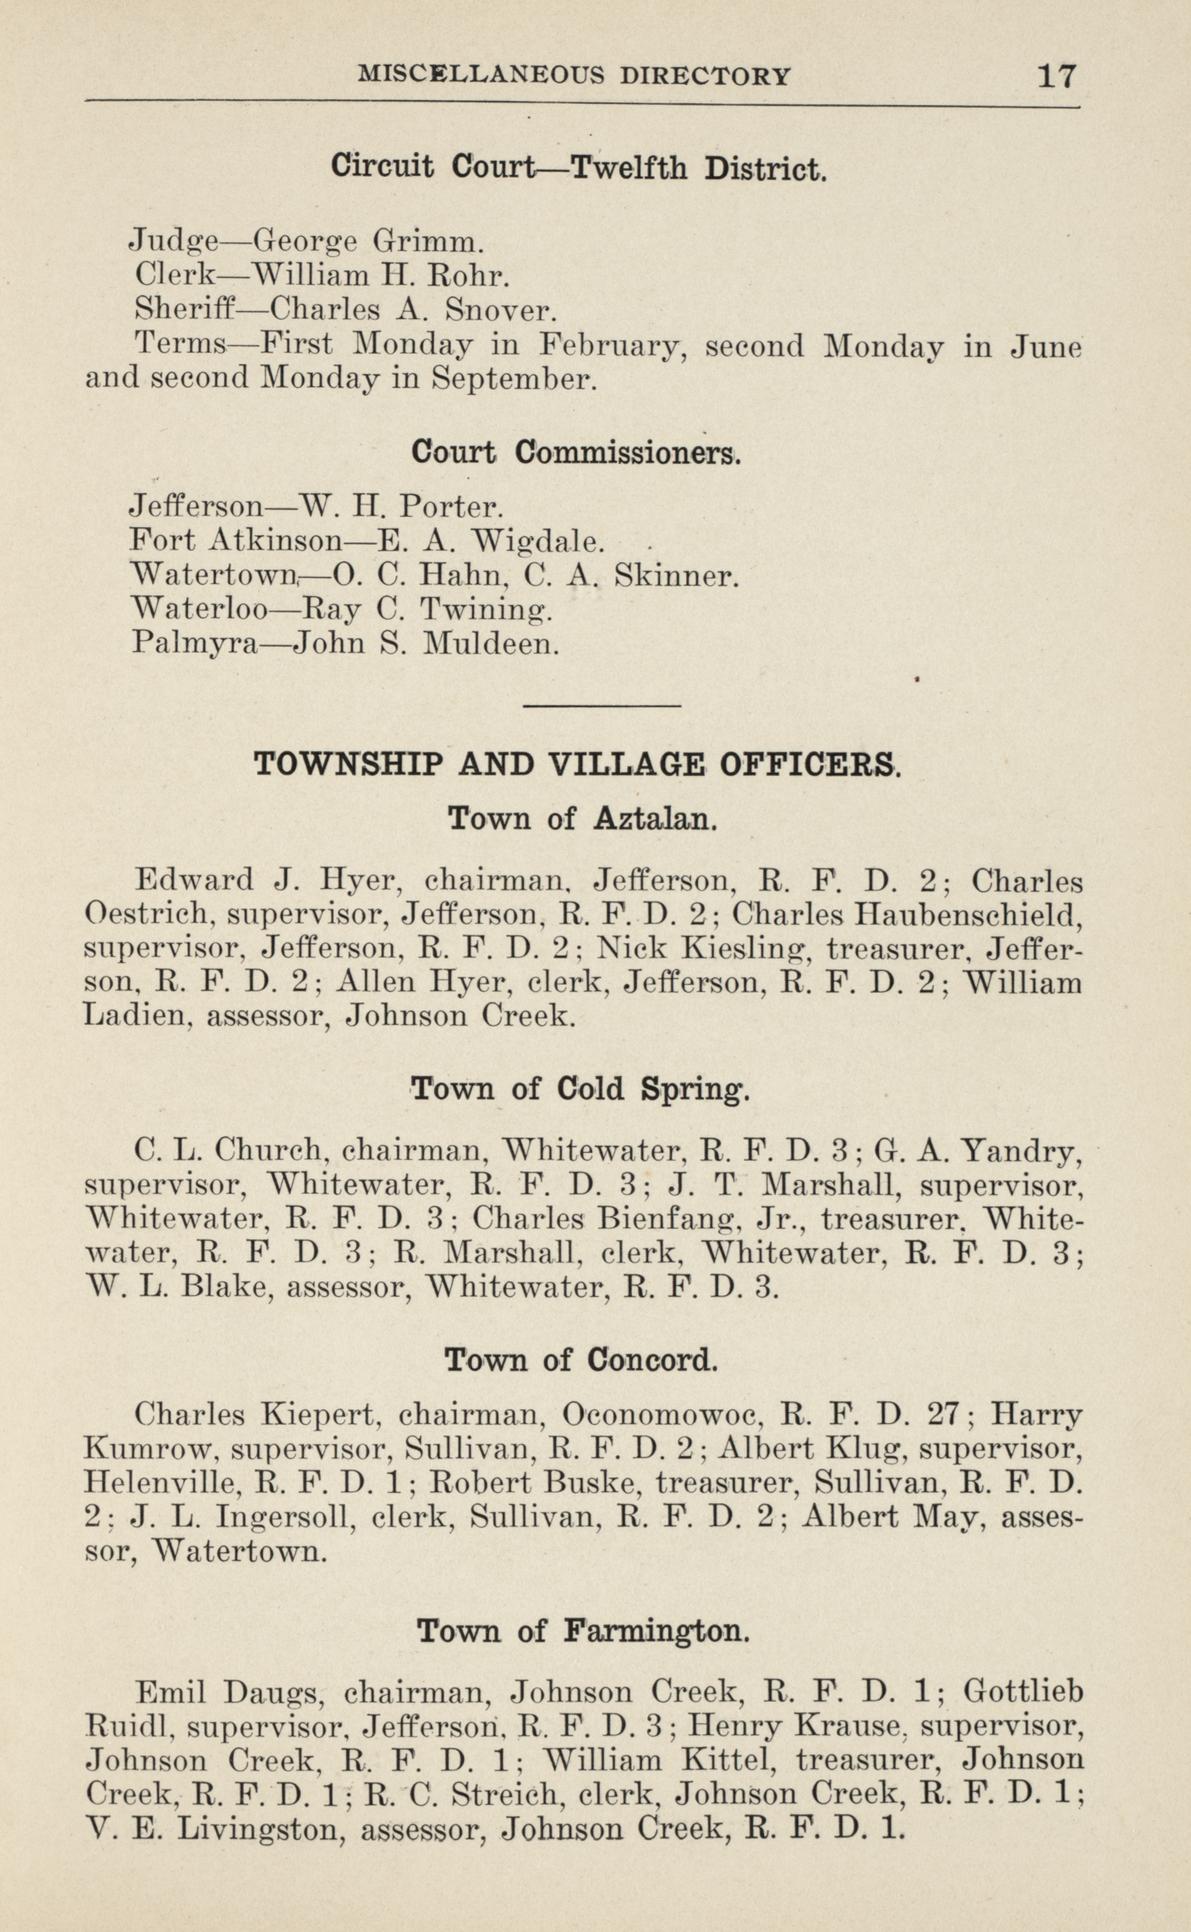 MISCELLANEOUS DIRECTORY 17
Circuit Court—Twelfth District.
Judge—George Grimm.
Clerk—William H. Rohr.
Sheriff—Charles A. Snover.
Terms—First Monday in February, second Monday in June
and second Monday in September.
Court Commissioners.
Jefferson—W. H. Porter.
Fort Atkinson—E. A. Wigdale.
Watertown,—O. C. Hahn, C. A. Skinner.
Waterloo—Ray C. Twining.
Palmyra—John S. Muldeen.
TOWNSHIP AND VILLAGE OFFICERS.
Town of Aztalan.
Edward J. Hyer, chairman, Jefferson, R. F. D. 2; Charles
Oestrich, supervisor, Jefferson, R. F. D. 2; Charles Haubenschield,
supervisor, Jefferson, R. F. D. 2; Nick Kiesling, treasurer, Jeffer-
son, R. F. D. 2; Allen Hyer, clerk, Jefferson, R. F. D. 2; William
Ladien, assessor, Johnson Creek.
Town of Cold Spring.
C. L. Church, chairman, Whitewater, R. F. D. 3; G. A. Yandry,
supervisor, Whitewater, R. F. D. 3; J. T. Marshall, supervisor,
Whitewater, R. F. D. 3; Charles Bienfang, Jr., treasurer, White-
water, R. F. D. 3; R. Marshall, clerk, Whitewater, R. F. D. 3;
W. L. Blake, assessor, Whitewater, R. F. D. 3.
Town of Concord.
Charles Kiepert, chairman, Oconomowoc, R. F. D. 27; Harry
Kumrow, supervisor, Sullivan, R. F. D. 2; Albert Klug, supervisor,
Helenville, R. F. D. 1; Robert Buske, treasurer, Sullivan, R. F. D.
2; J. L. Ingersoll, clerk, Sullivan, R. F. D. 2; Albert May, asses-
sor, Watertown.
Town of Farmington.
Emil Daugs, chairman, Johnson Creek, R. F. D. 1; Gottlieb
Ruidl, supervisor, Jefferson, R. F. D. 3; Henry Krause, supervisor,
Johnson Creek, R. F. D. 1; William Kittel, treasurer, Johnson
Creek, R. F. D. 1; R. C. Streich, clerk, Johnson Creek, R. F. D. 1;
V. E. Livingston, assessor, Johnson Creek, R. F. D. 1.